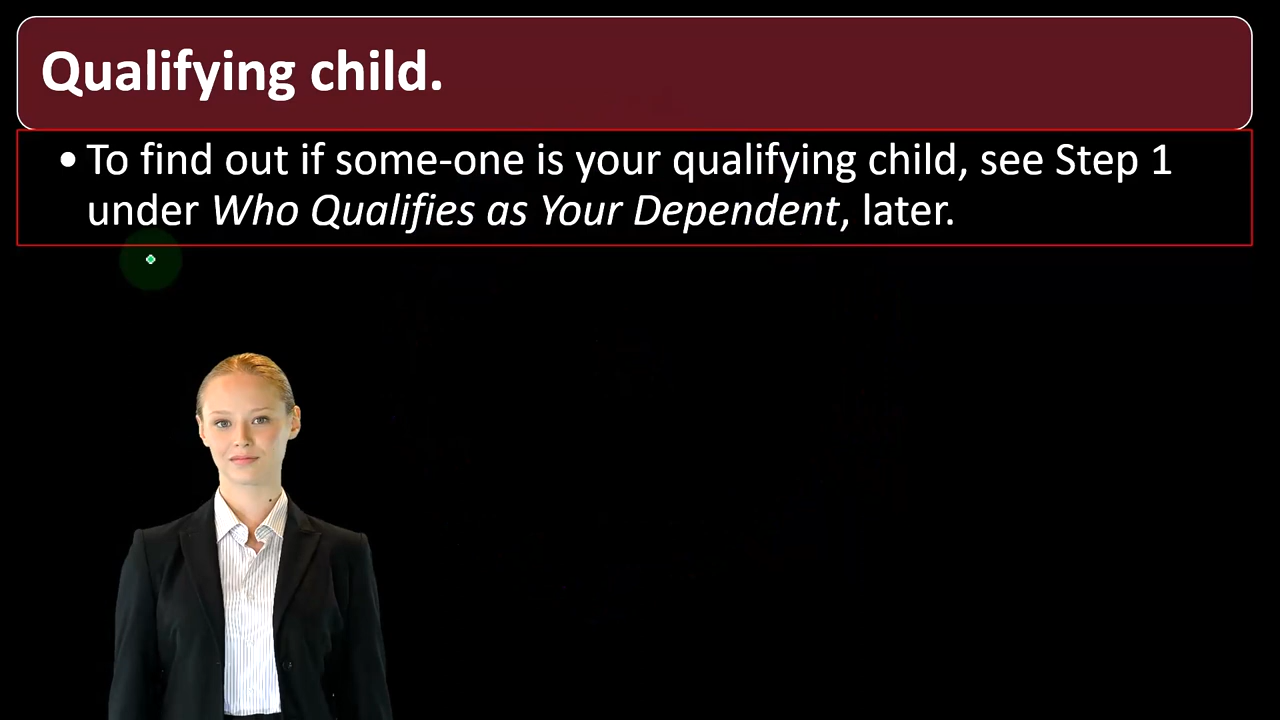 Qualifying child.
• To find out if some-one is your qualifying child, see Step 1
under Who Qualifies as Your Dependent, later.